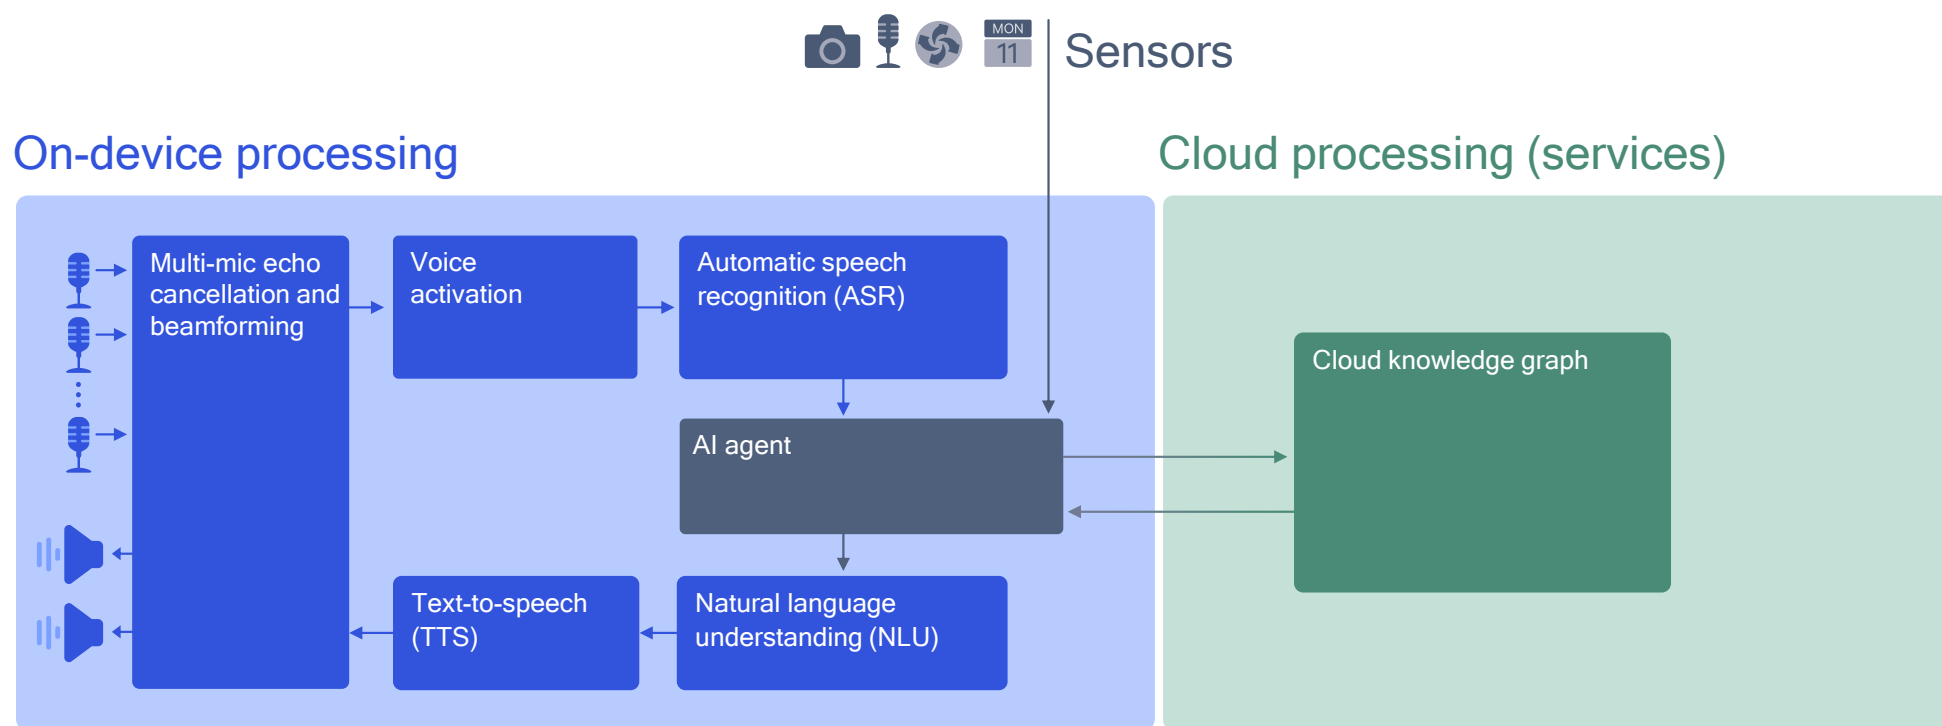 MON
11
Sensors
On-device processing
Cloud processing (services)
Multi-mic echo
cancellation and
beamforming
Voice
activation
Automatic speech
recognition (ASR)
Cloud knowledge graph
AI agent
Text-to-speech
(TTS)
Natural language
understanding (NLU)